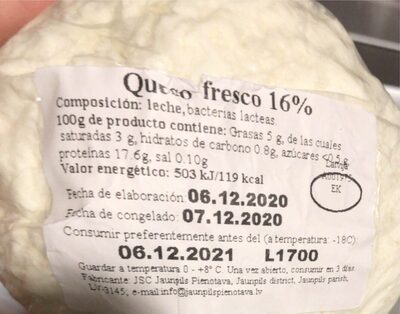 Queso fresco 16%
Composición: leche, bacterias lacteas.
100g de producto contiene: Grasas 5 g, de las cuales
saturadas 3 g, hidratos de carbono 0.8g, azúcares <0.5 g,
proteínas 17.6g, sal 0.10g
Valor energético: 503 kJ/119 kcal
EK
Fecha de elaboración 06.12.2020
Fecha de congelado: 07.12.2020
Consumir preferentemente antes del (a temperatura: -18C):
06.12.2021 L1700
Guardar a temperatura 0 - +8° C. Una vez abierto, consumir en 3 días
Fabricante: JSC Jaunpils Pienotava, Jaunpils district, Jaunpils parish,
LV-3145, e-mail:info@jaunpilspienotava.lv